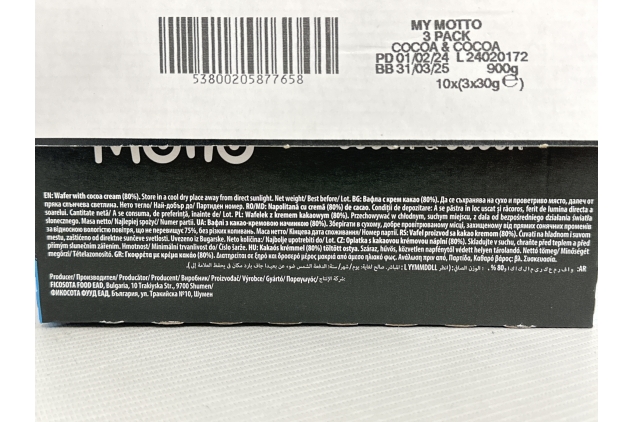 53800205877658
MY MOTTO
3 PACK
COCOA & COCOA
PD 01/02/24 L 24020172
BB 31/03/25 900g
10x(3x30g℮)
EN: Wafer with cocoa cream (80%). Store in a cool dry place away from direct sunlight. Net weight/ Best before/ Lot. BG: Вафла с крем какао (80%). Да се съхранява на сухо и проветриво място, далеч от
пряка слънчева светлина. Нето тегло/ Най-добър до/ Партиден номер. RO/MD: Napolitană cu cremă (80%) de cacao. Condiții de depozitare: A se păstra în loc uscat și răcoros, ferit de lumina directă a
soarelui. Cantitate netă/ A se consuma, de preferință, înainte de/ Lot. PL: Wafelek z kremem kakaowym (80%). Przechowywać w chłodnym, suchym miejscu, z dala od bezpośredniego działania światła
słonecznego. Masa netto/ Najlepiej spożyć/ Numer partii. UA: Вафлі з какао-кремовою начинкою (80%). Зберігати в сухому, добре провітрюваному місці, захищеному від прямих сонячних променів
за відносною вологістю повітря, що не перевищує 75%, без різких коливань. Маса нетто/ Кінцева дата споживання/ Номер партії. RS: Vafel proizvod sa kakao kremom (80%). Čuvati na hladnom suvom
mestu, zaštićeno od direktne sunčeve svetlosti. Uvezeno iz Bugarske. Neto količina/ Najbolje upotrebiti do/ Lot. CZ: Oplatka s kakaovou krémovou náplní (80%). Skladujte v suchu, chraňte před teplem a před
přímým slunečním zářením. Hmotnost/ Minimální trvanlivost do/ Číslo šarže. HU: Kakaós krémmel (80%) töltött ostya. Száraz, hűvös, közvetlen napfénytől védett helyen tárolandó. Nettó tömeg/ Minőségét
megőrzi/ Tételazonosító. GR: Γκοφρέτα με κρέμα κακάο (80%). Διατηρείται σε ξηρό και δροσερό μέρος μακριά από άμεσο ηλιακό φως. Ανάλωση πριν από, Παρτίδα, Καθαρό βάρος: βλ. Συσκευασία.
Producer/ Производител/ Producător/ Producent/ Виробник/ Proizvođač/ Výrobce/ Gyártó/ Παραγωγός/
FICOSOTA FOOD EAD, Bulgaria, 10 Trakiyska Str., 9700 Shumen/
ФИКОСОТА ФУУД ЕАД, България, ул. Тракийска №10, Шумен